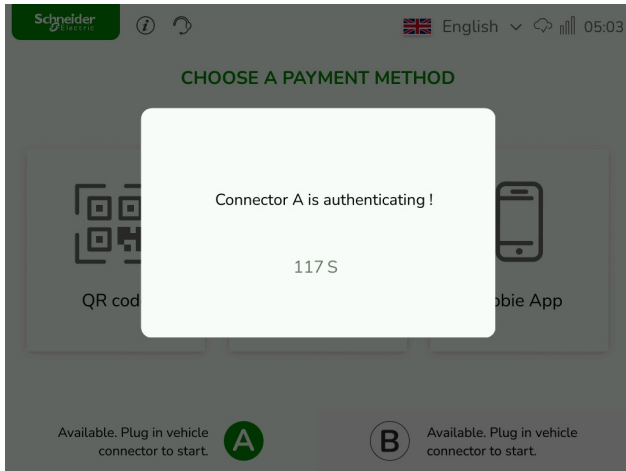 Schneider
Electric
English
05:03
CHOOSE A PAYMENT METHOD
Connector A is authenticating !
117 S
QR cod
obie App
Available. Plug in vehicle
connector to start.
A
B
Available. Plug in vehicle
connector to start.